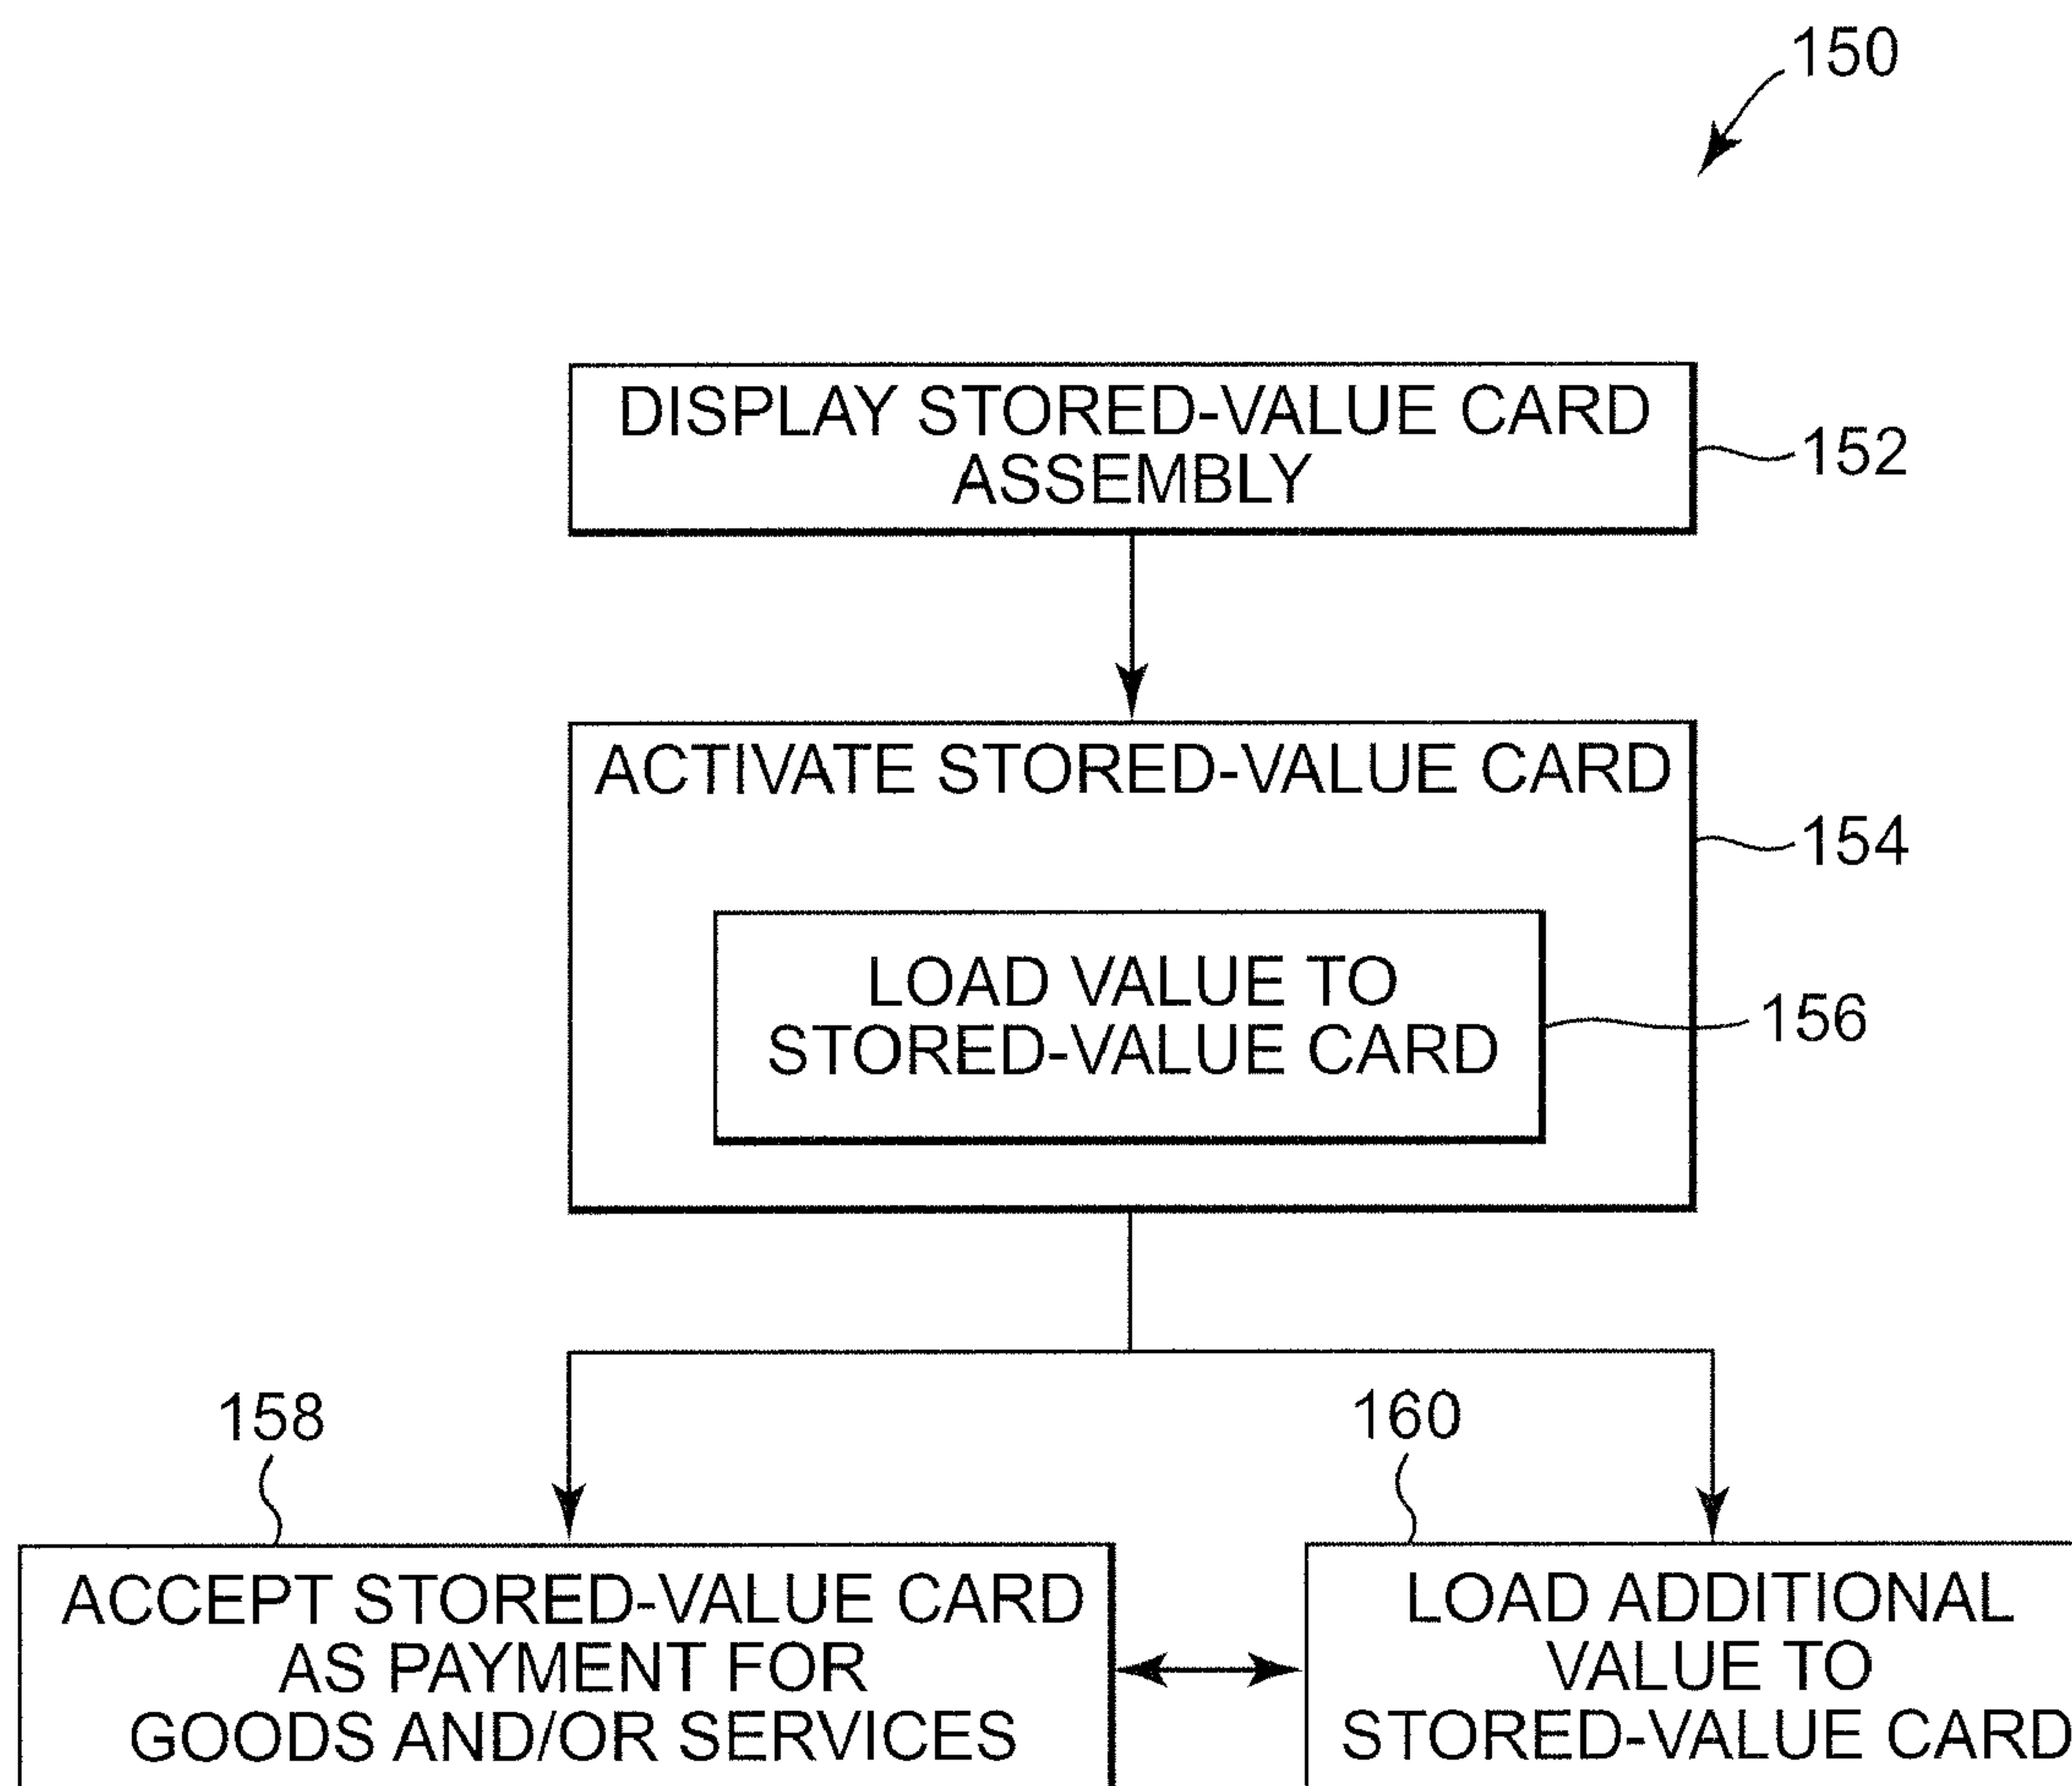 150
DISPLAY STORED-VALUE CARD
ASSEMBLY
152
ACTIVATE STORED-VALUE CARD
154
LOAD VALUE TO
STORED-VALUE CARD
156
158
160
ACCEPT STORED-VALUE CARD
AS PAYMENT FOR
GOODS AND/OR SERVICES
LOAD ADDITIONAL
VALUE TO
STORED-VALUE CARD